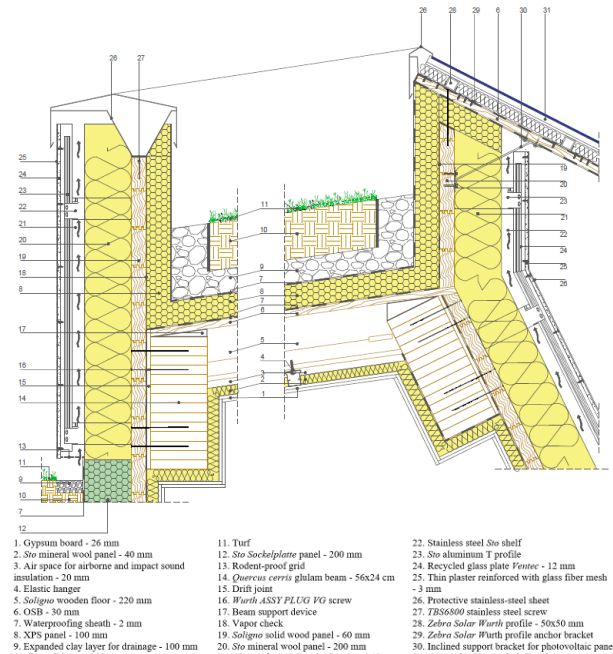 26 28 29 6 30 31
26 27
25
24
23
22
21
20
19
18
8
17
16
15
14
13
11
9
10
7
12
11
10
9
7
8
7
6
5
4
3
2
1
19
20
23
21
22
24
25
26
1. Gypsum board - 26 mm
2. Sto mineral wool panel - 40 mm
3. Air space for airborne and impact sound
insulation - 20 mm
4. Elastic hanger
5. Soligno wooden floor - 220 mm
6. OSB - 30 mm
7. Waterproofing sheath - 2 mm
8. XPS panel - 100 mm
9. Expanded clay layer for drainage - 100 mm
11. Turf
12. Sto Sockelplatte panel - 200 mm
13. Rodent-proof grid
14. Quercus cerris glulam beam - 56x24 cm
15. Drift joint
16. Wurth ASSY PLUG VG screw
17. Beam support device
18. Vapor check
19. Soligno solid wood panel - 60 mm
20. Sto mineral wool panel - 200 mm
22. Stainless steel Sto shelf
23. Sto aluminum T profile
24. Recycled glass plate Ventec - 12 mm
25. Thin plaster reinforced with glass fiber mesh
- 3 mm
26. Protective stainless-steel sheet
27. TBS6800 stainless steel screw
28. Zebra Solar Wurth profile - 50x50 mm
29. Zebra Solar Wurth profile anchor bracket
30. Inclined support bracket for photovoltaic pane